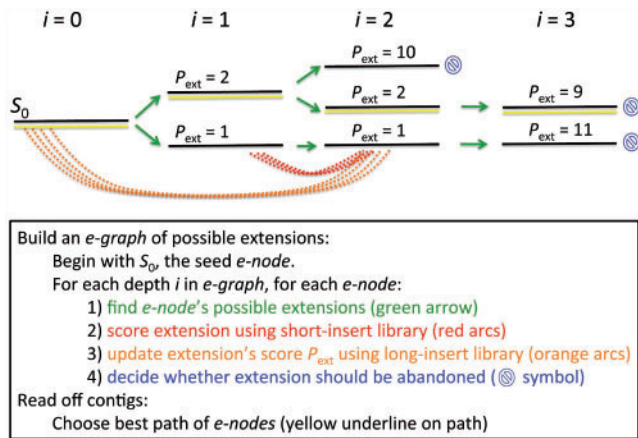 i = 0 i = 1 i = 2 i = 3
P_ext = 10
P_ext = 2
S_0
P_ext = 2
P_ext = 9
P_ext = 1
P_ext = 1
P_ext = 11
Build an e-graph of possible extensions:
Begin with S_0, the seed e-node.
For each depth i in e-graph, for each e-node:
1) find e-node's possible extensions (green arrow)
2) score extension using short-insert library (red arcs)
3) update extension's score P_ext using long-insert library (orange arcs)
4) decide whether extension should be abandoned ( symbol)
Read off contigs:
Choose best path of e-nodes (yellow underline on path)